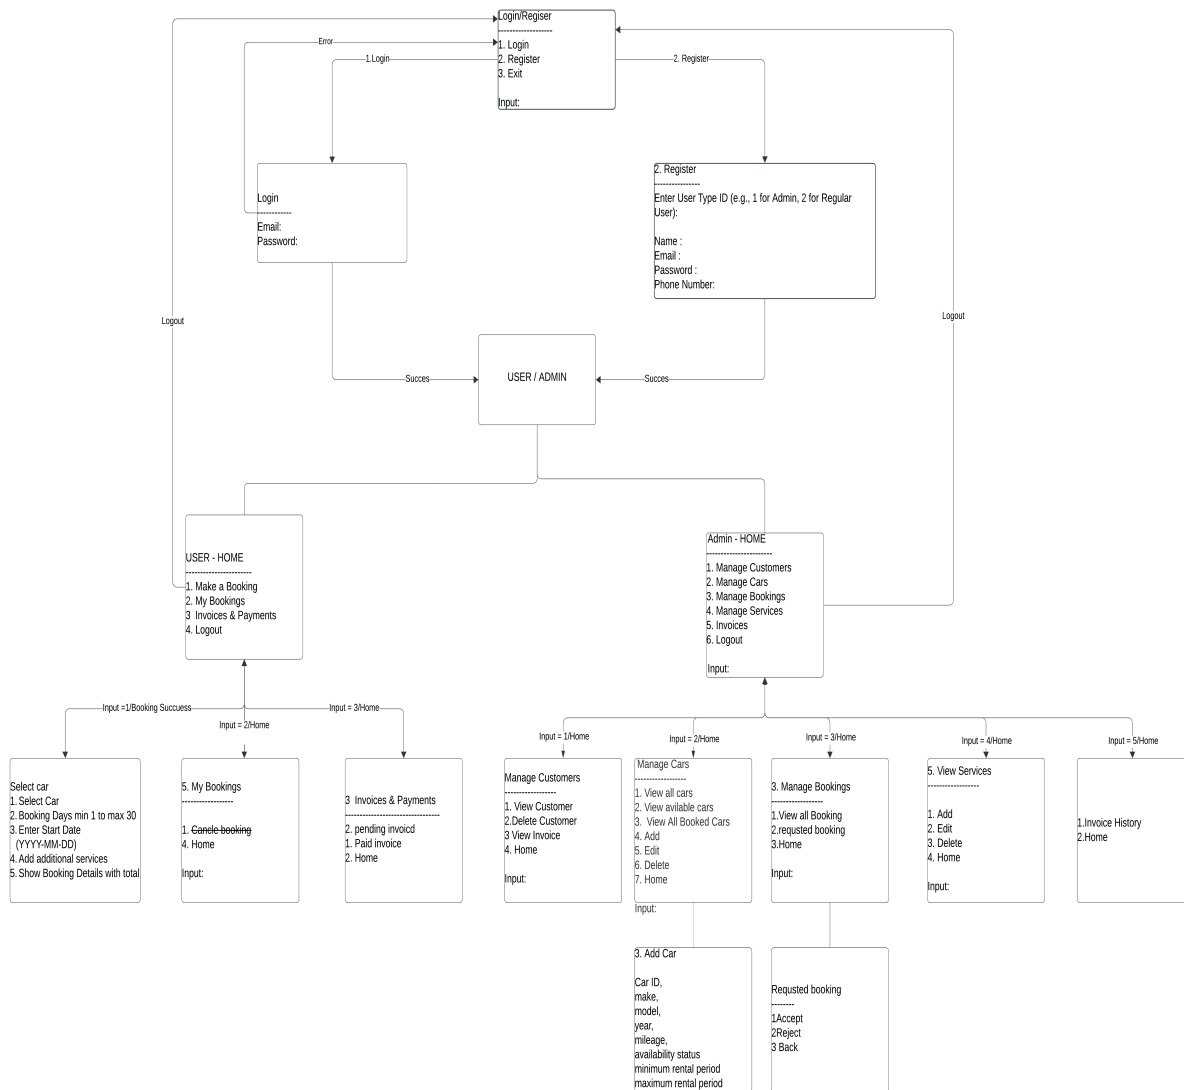 Login/Regiser
-------------------
1. Login
2. Register
3. Exit
Input:
Error
1.Login
2. Register
Login
------------
Email:
Password:
2. Register
----------------
Enter User Type ID (e.g., 1 for Admin, 2 for Regular
User):
Name :
Email :
Password :
Phone Number:
Logout
Logout
Succes
USER / ADMIN
Succes
USER - HOME
-----------------------
1. Make a Booking
2. My Bookings
3  Invoices & Payments
4. Logout
Admin - HOME
-----------------------
1. Manage Customers
2. Manage Cars
3. Manage Bookings
4. Manage Services
5. Invoices
6. Logout
Input:
Input =1/Booking Succuess
Input = 2/Home
Input = 3/Home
Input = 1/Home
Input = 2/Home
Input = 3/Home
Input = 4/Home
Input = 5/Home
Select car
1. Select Car
2. Booking Days min 1 to max 30
3. Enter Start Date
(YYYY-MM-DD)
4. Add additional services
5. Show Booking Details with total
5. My Bookings
------------------
1. Cancle booking
4. Home
Input:
3  Invoices & Payments
---------------------------------
2. pending invoicd
1. Paid invoice
2. Home
Manage Customers
------------------
1. View Customer
2.Delete Customer
3 View Invoice
4. Home
Input:
Manage Cars
------------------
1. View all cars
2. View avilable cars
3.  View All Booked Cars
4. Add
5. Edit
6. Delete
7. Home
Input:
3. Manage Bookings
------------------
1.View all Booking
2.requsted booking
3.Home
Input:
5. View Services
------------------
1. Add
2. Edit
3. Delete
4. Home
Input:
1.Invoice History
2.Home
3. Add Car
Car ID,
make,
model,
year,
mileage,
availability status
minimum rental period
maximum rental period
Requsted booking
--------
1Accept
2Reject
3 Back